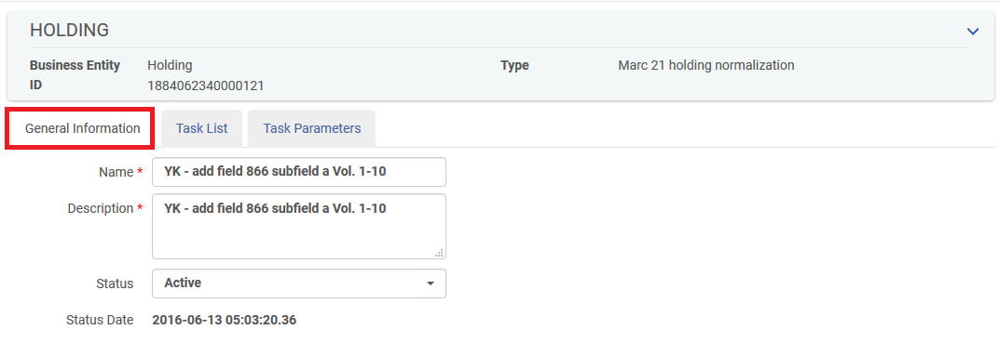 HOLDING
Business Entity Holding Type Marc 21 holding normalization
ID 1884062340000121
General Information Task List Task Parameters
Name * YK - add field 866 subfield a Vol. 1-10
Description * YK - add field 866 subfield a Vol. 1-10
Status Active
Status Date 2016-06-13 05:03:20.36